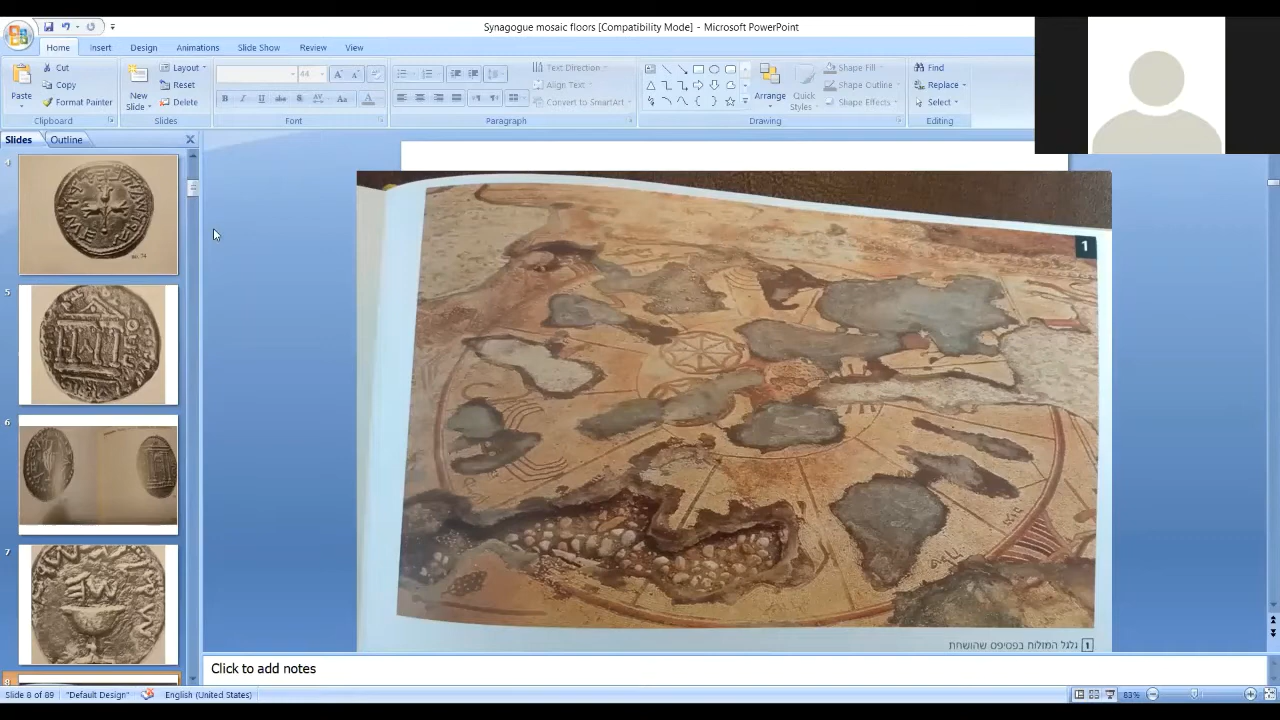 Synagogue mosaic floors [Compatibility Mode] - Microsoft PowerPoint
Home Insert Design Animations Slide Show Review View
Paste
Cut
Copy
Format Painter
Clipboard
New
Slide
Layout
Reset
Delete
Slides
44
Font
Text Direction
Align Text
Convert to SmartArt
Paragraph
Arrange
Quick
Styles
Shape Fill
Shape Outline
Shape Effects
Drawing
Find
Replace
Select
Editing
Slides Outline
4
5
6
7
8
1
1 גלגל המזלות בפסיפס שהושחת
Click to add notes
Slide 8 of 89 "Default Design" English (United States) 83%